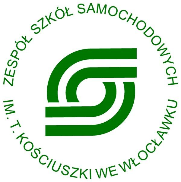 ZESPÓŁ SZKÓŁ SAMOCHODOWYCH
IM. T. KOŚCIUSZKI WE WŁOCŁAWKU